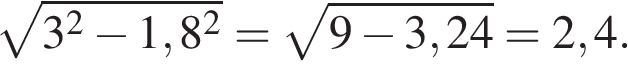 √(3² − 1,8²) = √(9 − 3,24) = 2,4.